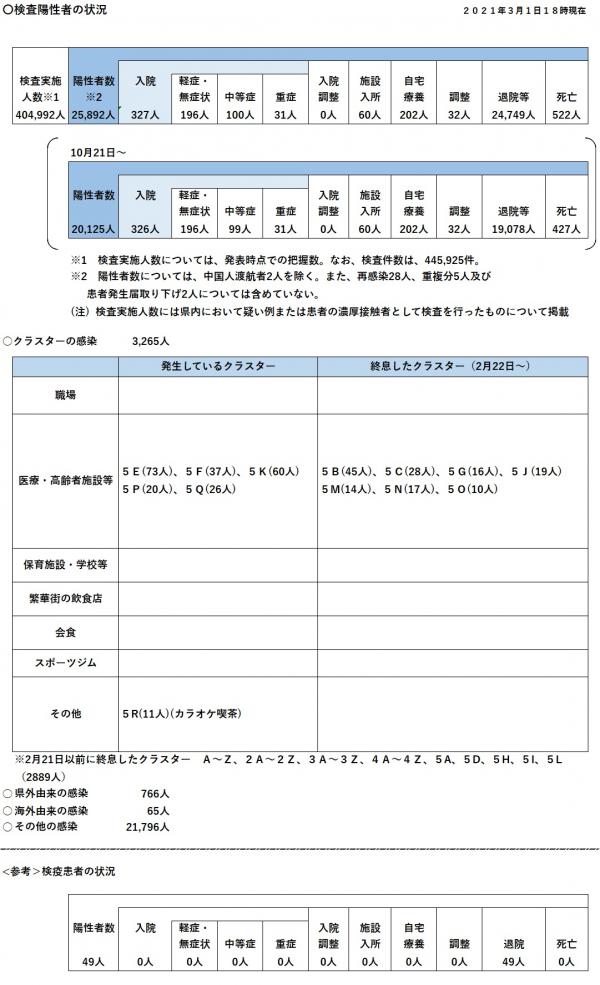 〇検査陽性者の状況
２０２１年３月１日１８時現在
検査実施人数※1 陽性者数※2 入院 軽症・無症状 中等症 重症 入院調整 施設入所 自宅療養 調整 退院等 死亡
404,992人 25,892人 327人 196人 100人 31人 0人 60人 202人 32人 24,749人 522人
10月21日～
陽性者数 入院 軽症・無症状 中等症 重症 入院調整 施設入所 自宅療養 調整 退院等 死亡
20,125人 326人 196人 99人 31人 0人 60人 202人 32人 19,078人 427人
※1　検査実施人数については、発表時点での把握数。なお、検査件数は、445,925件。
※2　陽性者数については、中国人渡航者2人を除く。また、再感染28人、重複分5人及び
患者発生届取り下げ2人については含めていない。
（注）検査実施人数には県内において疑い例または患者の濃厚接触者として検査を行ったものについて掲載
○クラスターの感染　3,265人
発生しているクラスター 終息したクラスター（2月22日～）
職場
医療・高齢者施設等
５Ｅ(73人)、５Ｆ(37人)、５Ｋ(60人)
５Ｐ(20人)、５Ｑ(26人)
５Ｂ(45人)、５Ｃ(28人)、５Ｇ(16人)、５Ｊ(19人)
５Ｍ(14人)、５Ｎ(17人)、５Ｏ(10人)
保育施設・学校等
繁華街の飲食店
会食
スポーツジム
その他 ５Ｒ(11人)(カラオケ喫茶)
※2月21日以前に終息したクラスター　Ａ～Ｚ、２Ａ～２Ｚ、３Ａ～３Ｚ、４Ａ～４Ｚ、５Ａ、５Ｄ、５Ｈ、５Ｉ、５Ｌ
（2889人）
○県外由来の感染　766人
○海外由来の感染　65人
○その他の感染　21,796人
<参考＞検疫患者の状況
陽性者数 入院 軽症・無症状 中等症 重症 入院調整 施設入所 自宅療養 調整 退院 死亡
49人 0人 0人 0人 0人 0人 0人 0人 0人 49人 0人